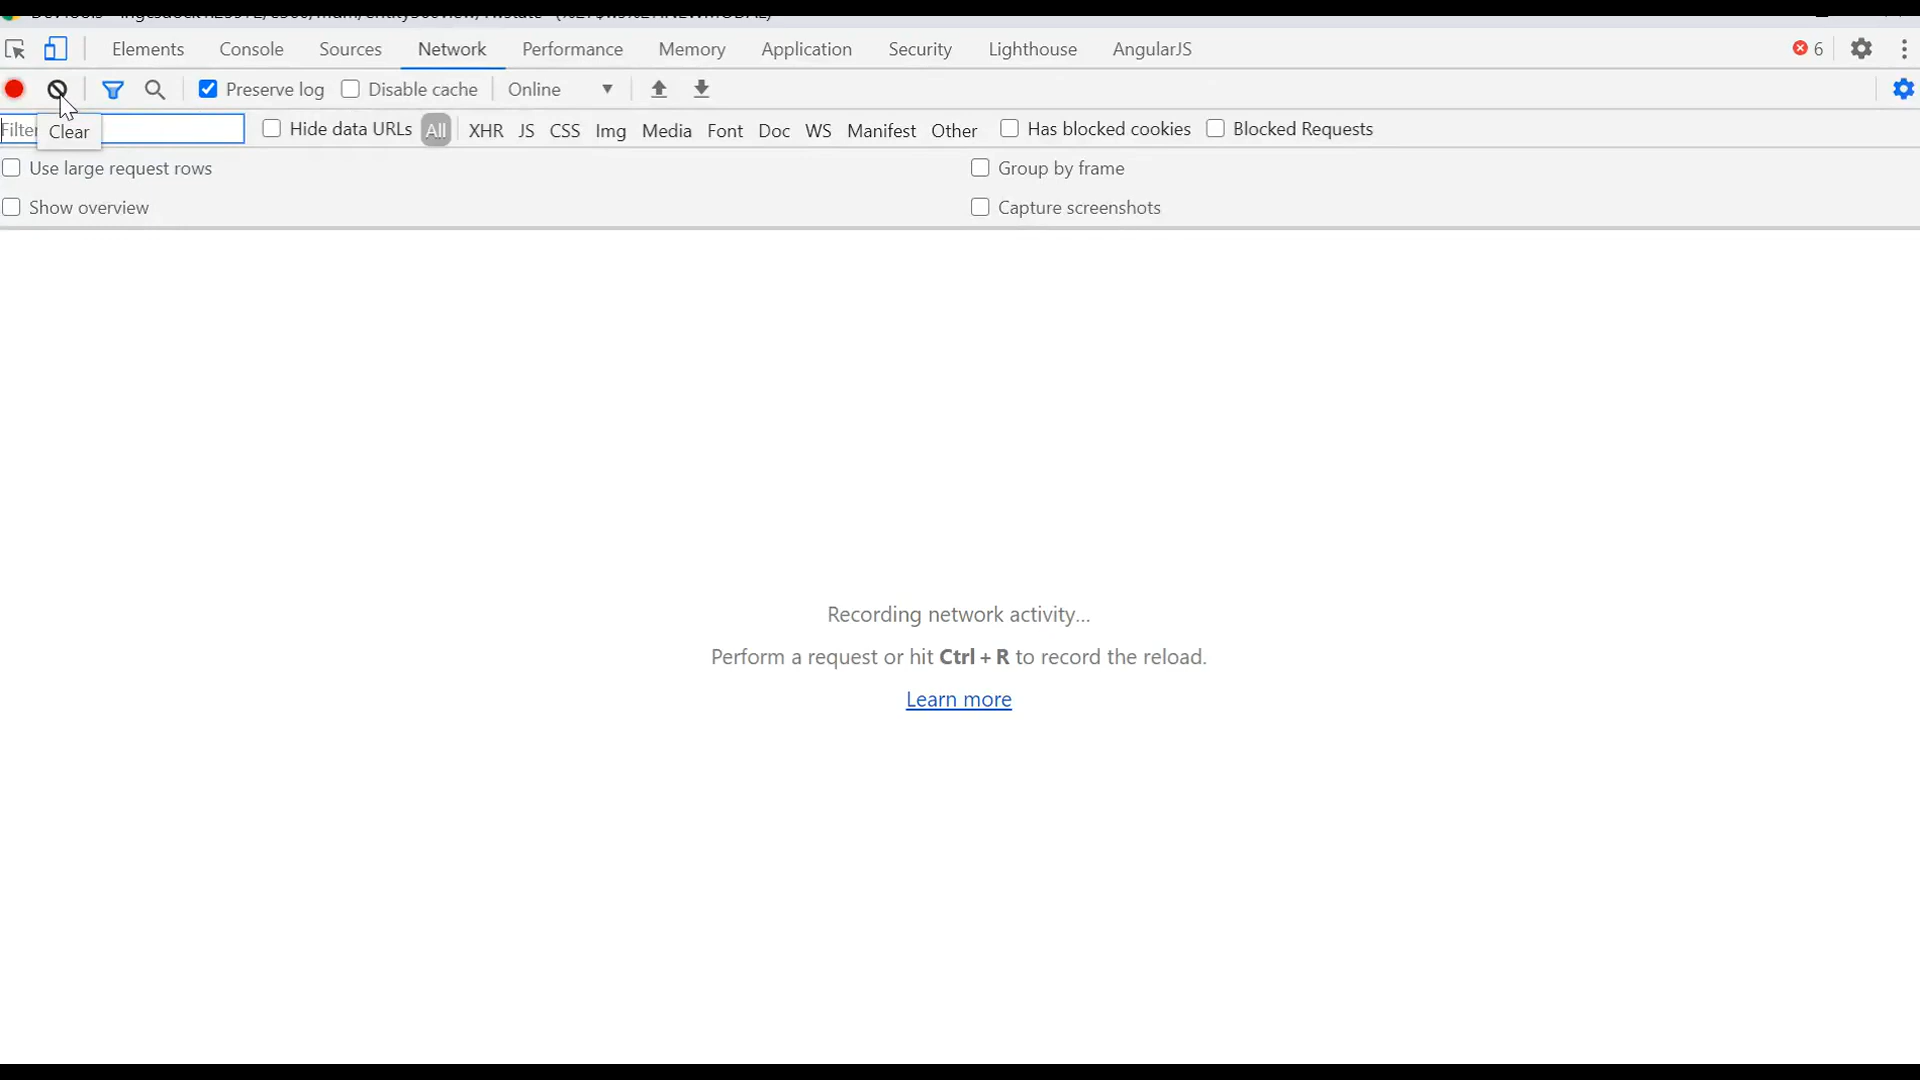 Elements Console Sources Network Performance Memory Application Security Lighthouse AngularJS 6
Preserve log Disable cache Online
Filter Clear Hide data URLs All XHR JS CSS Img Media Font Doc WS Manifest Other Has blocked cookies Blocked Requests
Use large request rows Group by frame
Show overview Capture screenshots
Recording network activity...
Perform a request or hit Ctrl + R to record the reload.
Learn more